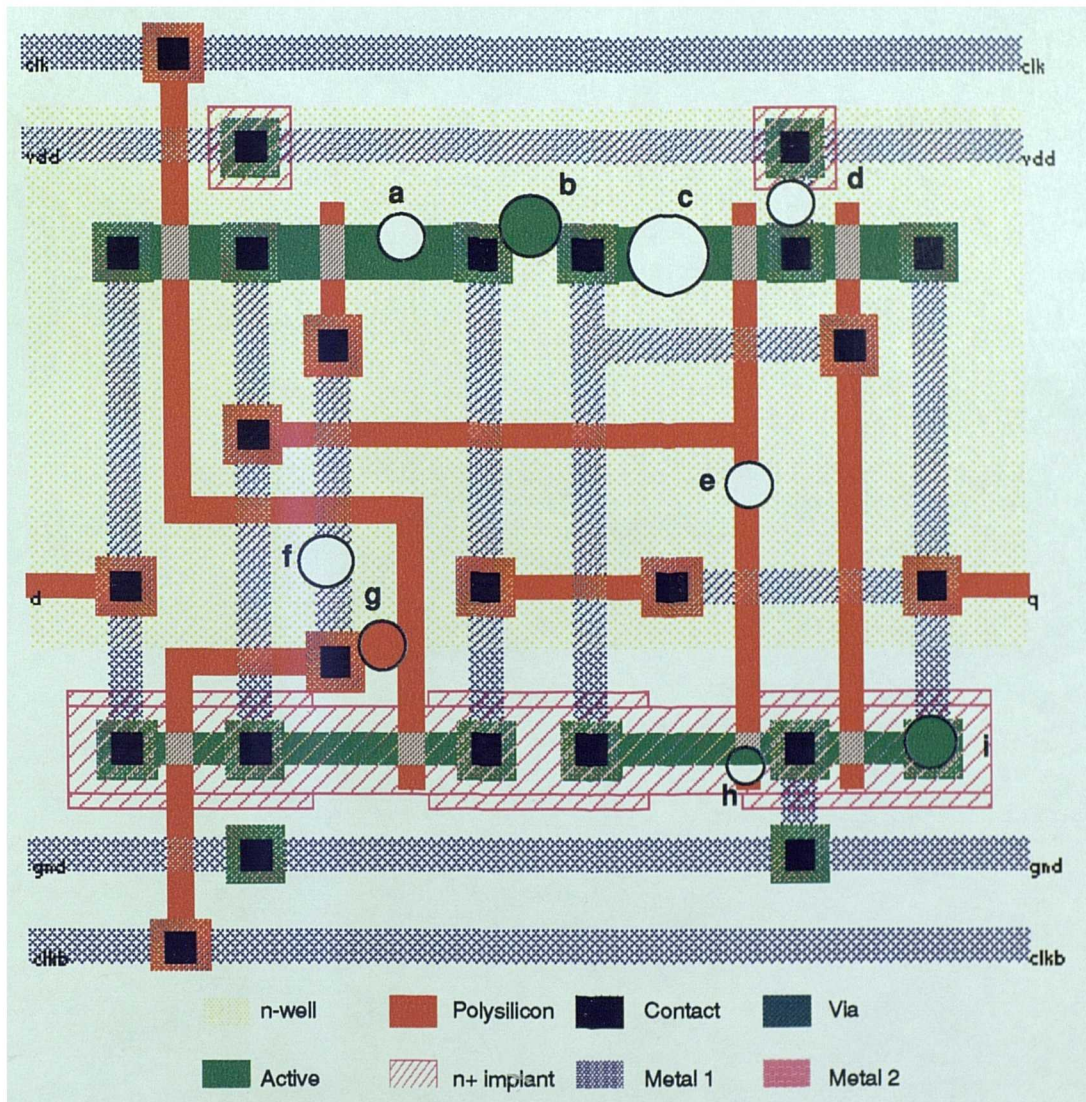 clk clk
vdd vdd
a b c d
e
f
g
d q
h i
gnd gnd
clkb clkb
n-well Polysilicon Contact Via
Active n+ implant Metal 1 Metal 2